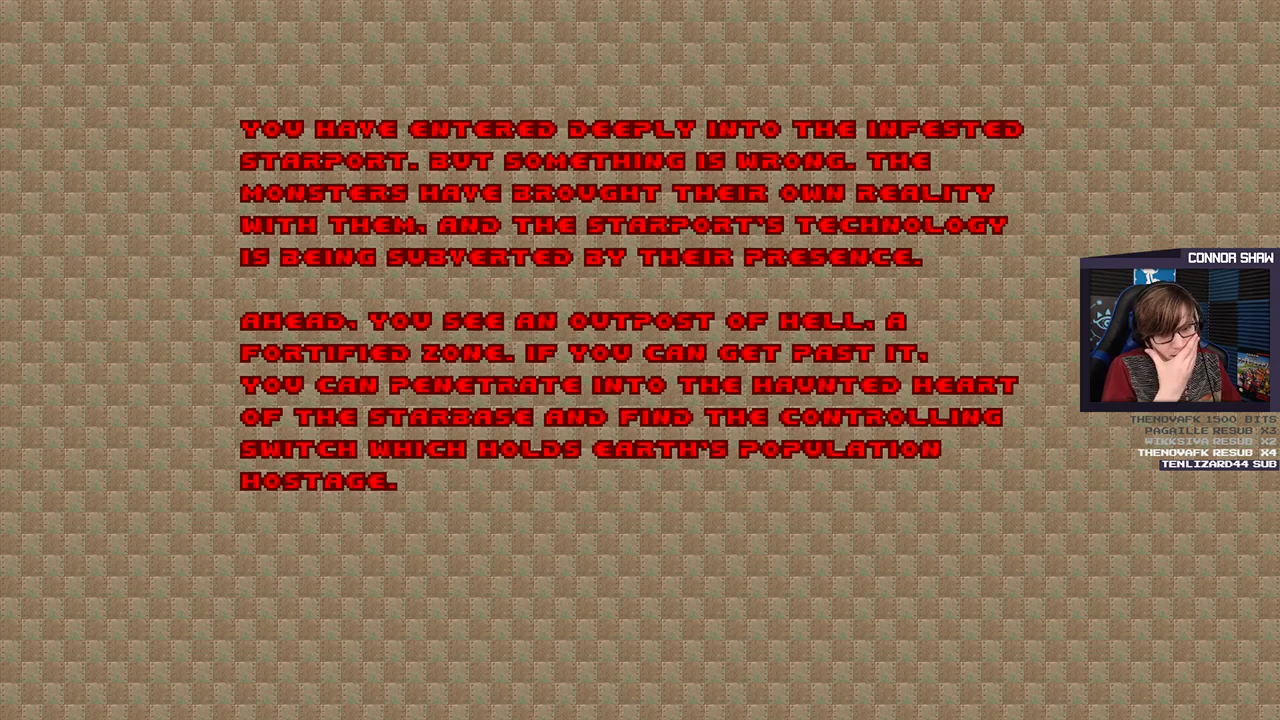 YOU HAVE ENTERED DEEPLY INTO THE INFESTED
STARPORT. BUT SOMETHING IS WRONG. THE
MONSTERS HAVE BROUGHT THEIR OWN REALITY
WITH THEM, AND THE STARPORT'S TECHNOLOGY
IS BEING SUBVERTED BY THEIR PRESENCE.
AHEAD, YOU SEE AN OUTPOST OF HELL, A
FORTIFIED ZONE. IF YOU CAN GET PAST IT,
YOU CAN PENETRATE INTO THE HAUNTED HEART
OF THE STARBASE AND FIND THE CONTROLLING
SWITCH WHICH HOLDS EARTH'S POPULATION
HOSTAGE.
CONNOR SHAW
THENOVAFK 1500 BITS
PAGAILLE RESUB X3
WIKKSIVA RESUB X2
THENOVAFK RESUB X4
TENLIZARD44 SUB